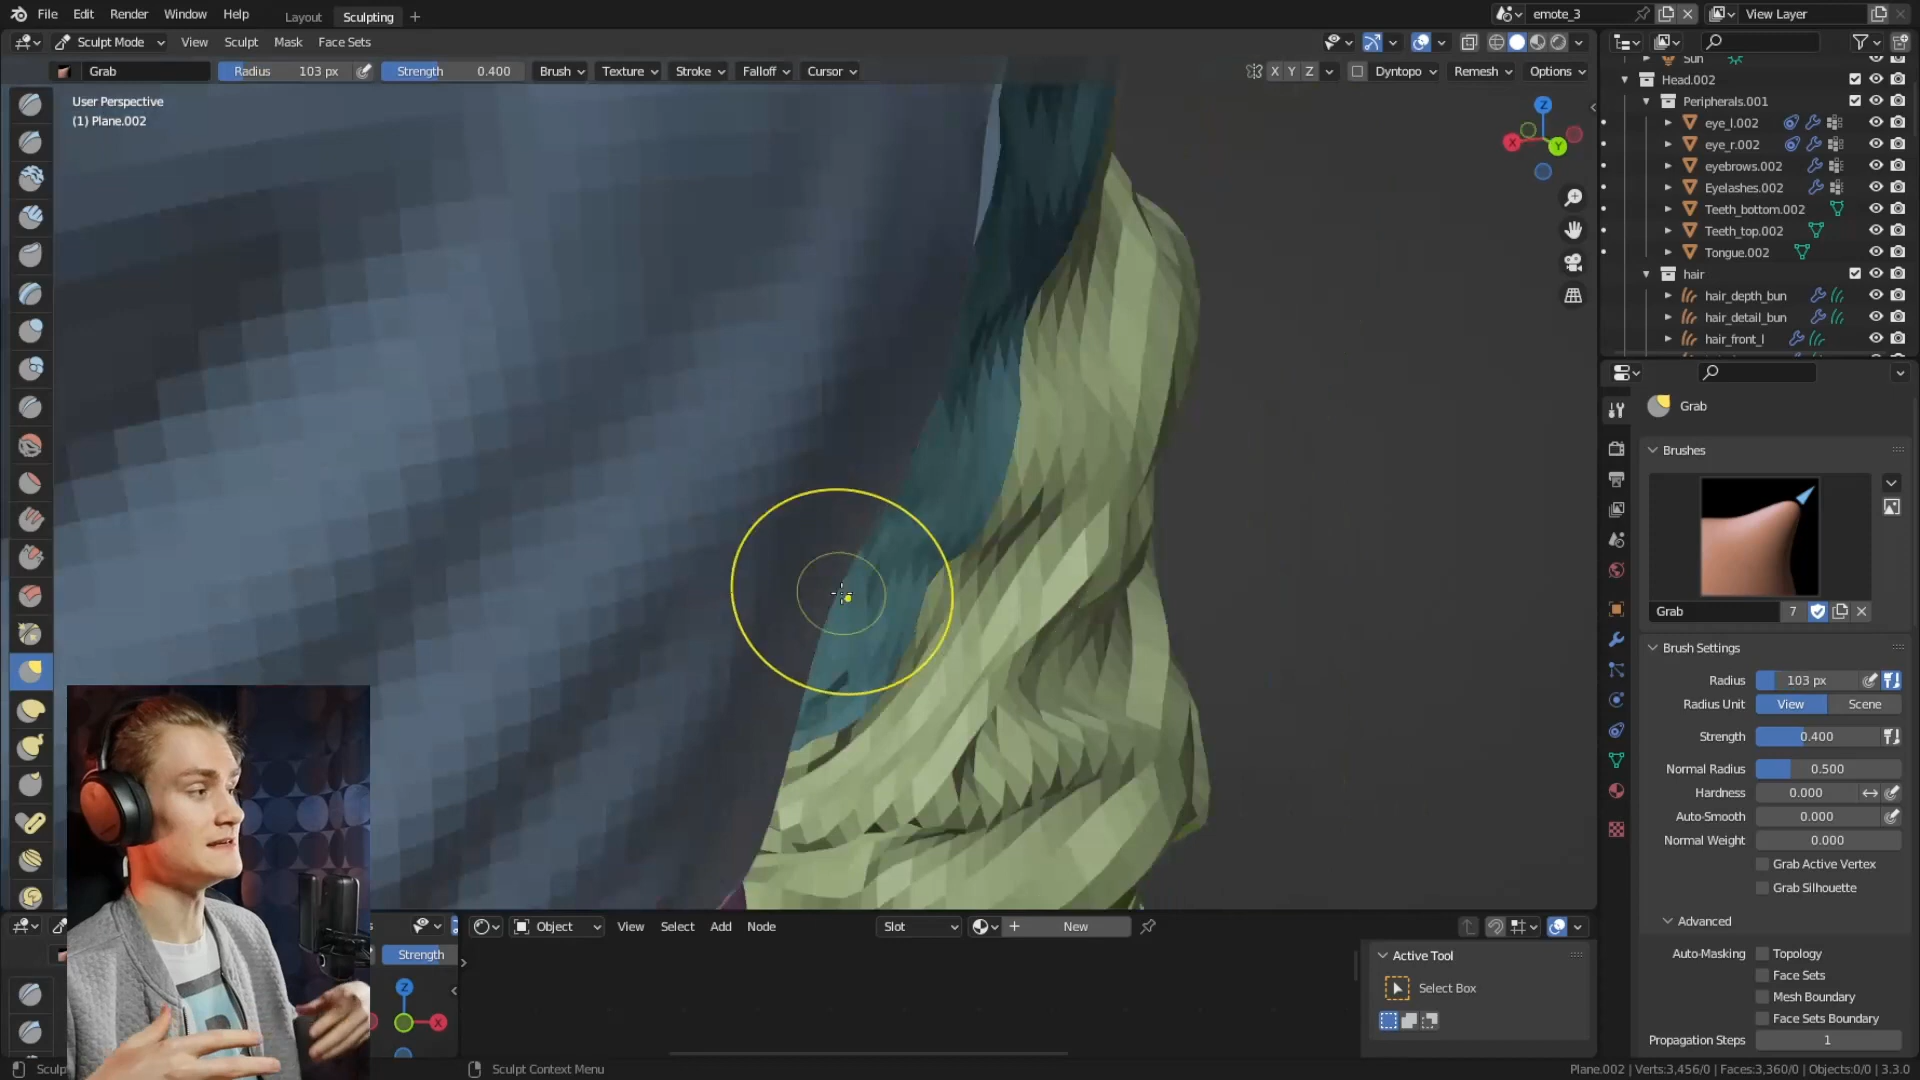 File Edit Render Window Help Layout Sculpting + emote_3 View Layer
Sculpt Mode View Sculpt Mask Face Sets
Grab Radius 103 px Strength 0.400 Brush Texture Stroke Falloff Cursor X Y Z Dyntopo Remesh Options
User Perspective
(1) Plane.002
Z
X
Y
Sun
Head.002
Peripherals.001
eye_l.002
eye_r.002
eyebrows.002
Eyelashes.002
Teeth_bottom.002
Teeth_top.002
Tongue.002
hair
hair_depth_bun
hair_detail_bun
hair_front_l
Grab
Brushes
Grab 7
Brush Settings
Radius 103 px
Radius Unit View Scene
Strength 0.400
Normal Radius 0.500
Hardness 0.000
Auto-Smooth 0.000
Normal Weight 0.000
Grab Active Vertex
Grab Silhouette
Advanced
Auto-Masking Topology
Face Sets
Mesh Boundary
Face Sets Boundary
Propagation Steps 1
Object View Select Add Node Slot + New
Strength
Z
X
Active Tool
Select Box
Sculpt Context Menu
Plane.002 | Verts:3,456/0 | Faces:3,360/0 | Objects:0/0 | 3.3.0